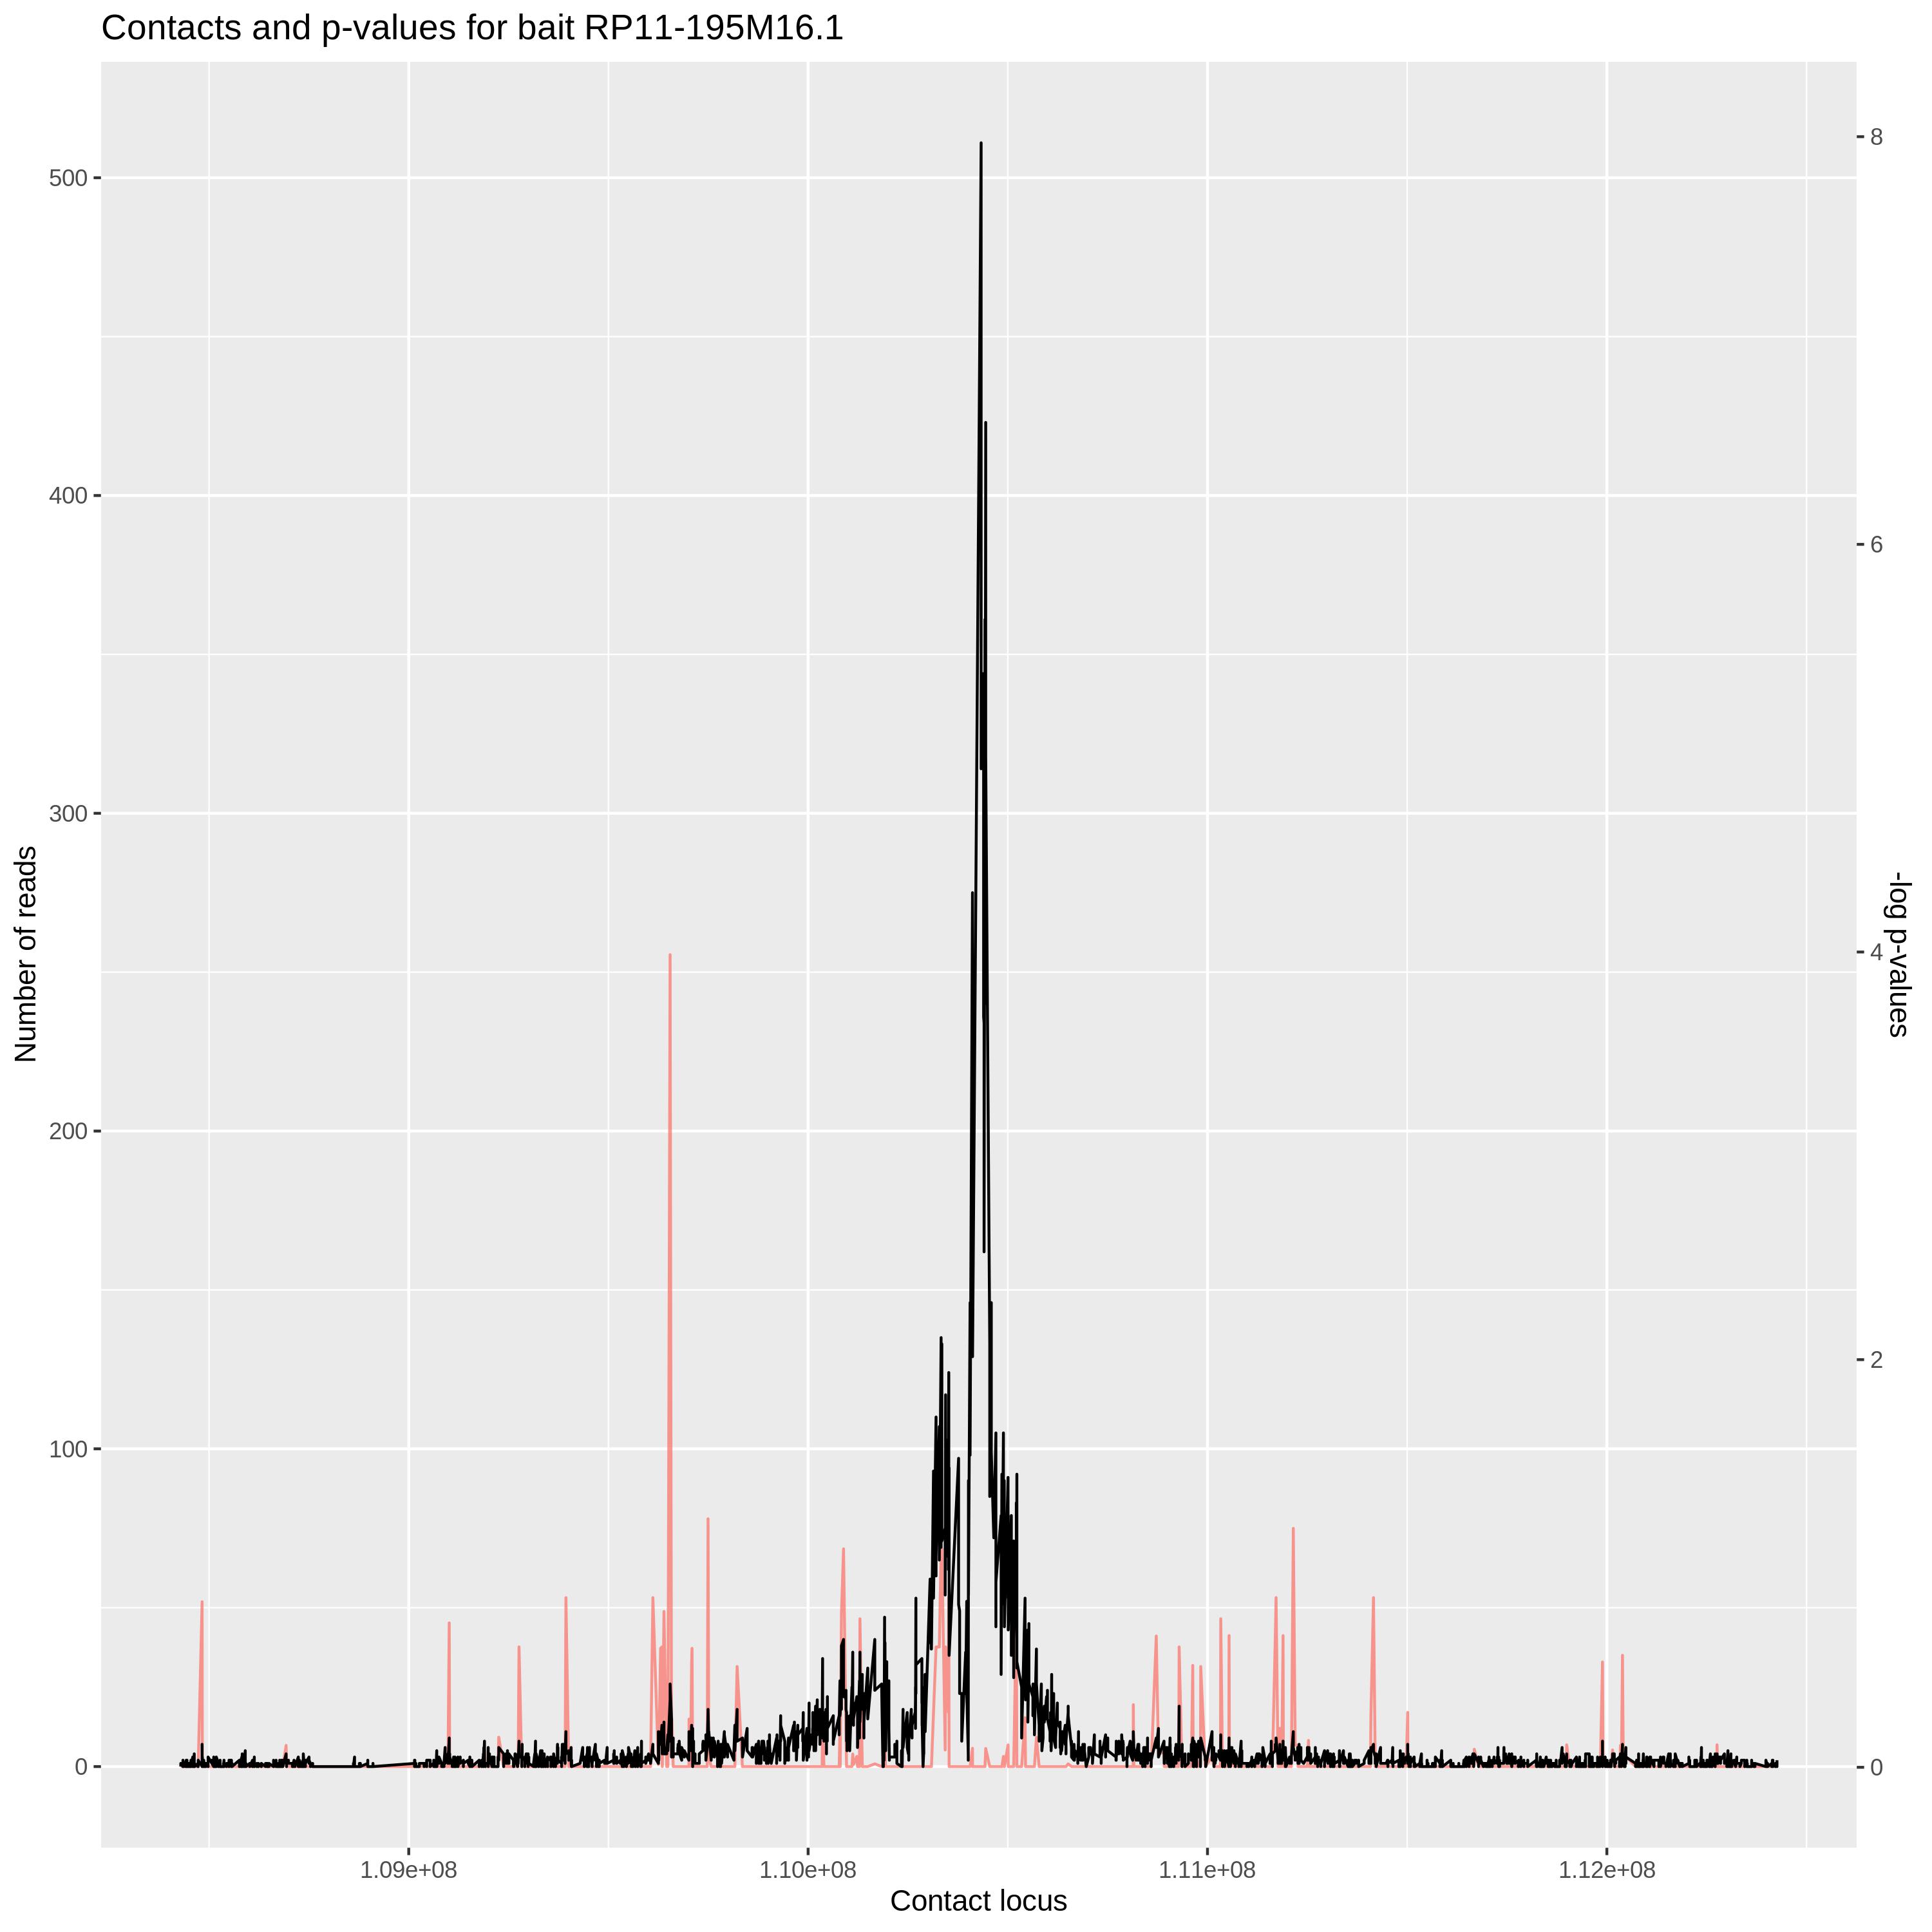 Contacts and p-values for bait RP11-195M16.1
500
400
300
200
100
0
Number of reads
8
6
4
2
0
-log p-values
1.09e+08
1.10e+08
1.11e+08
1.12e+08
Contact locus